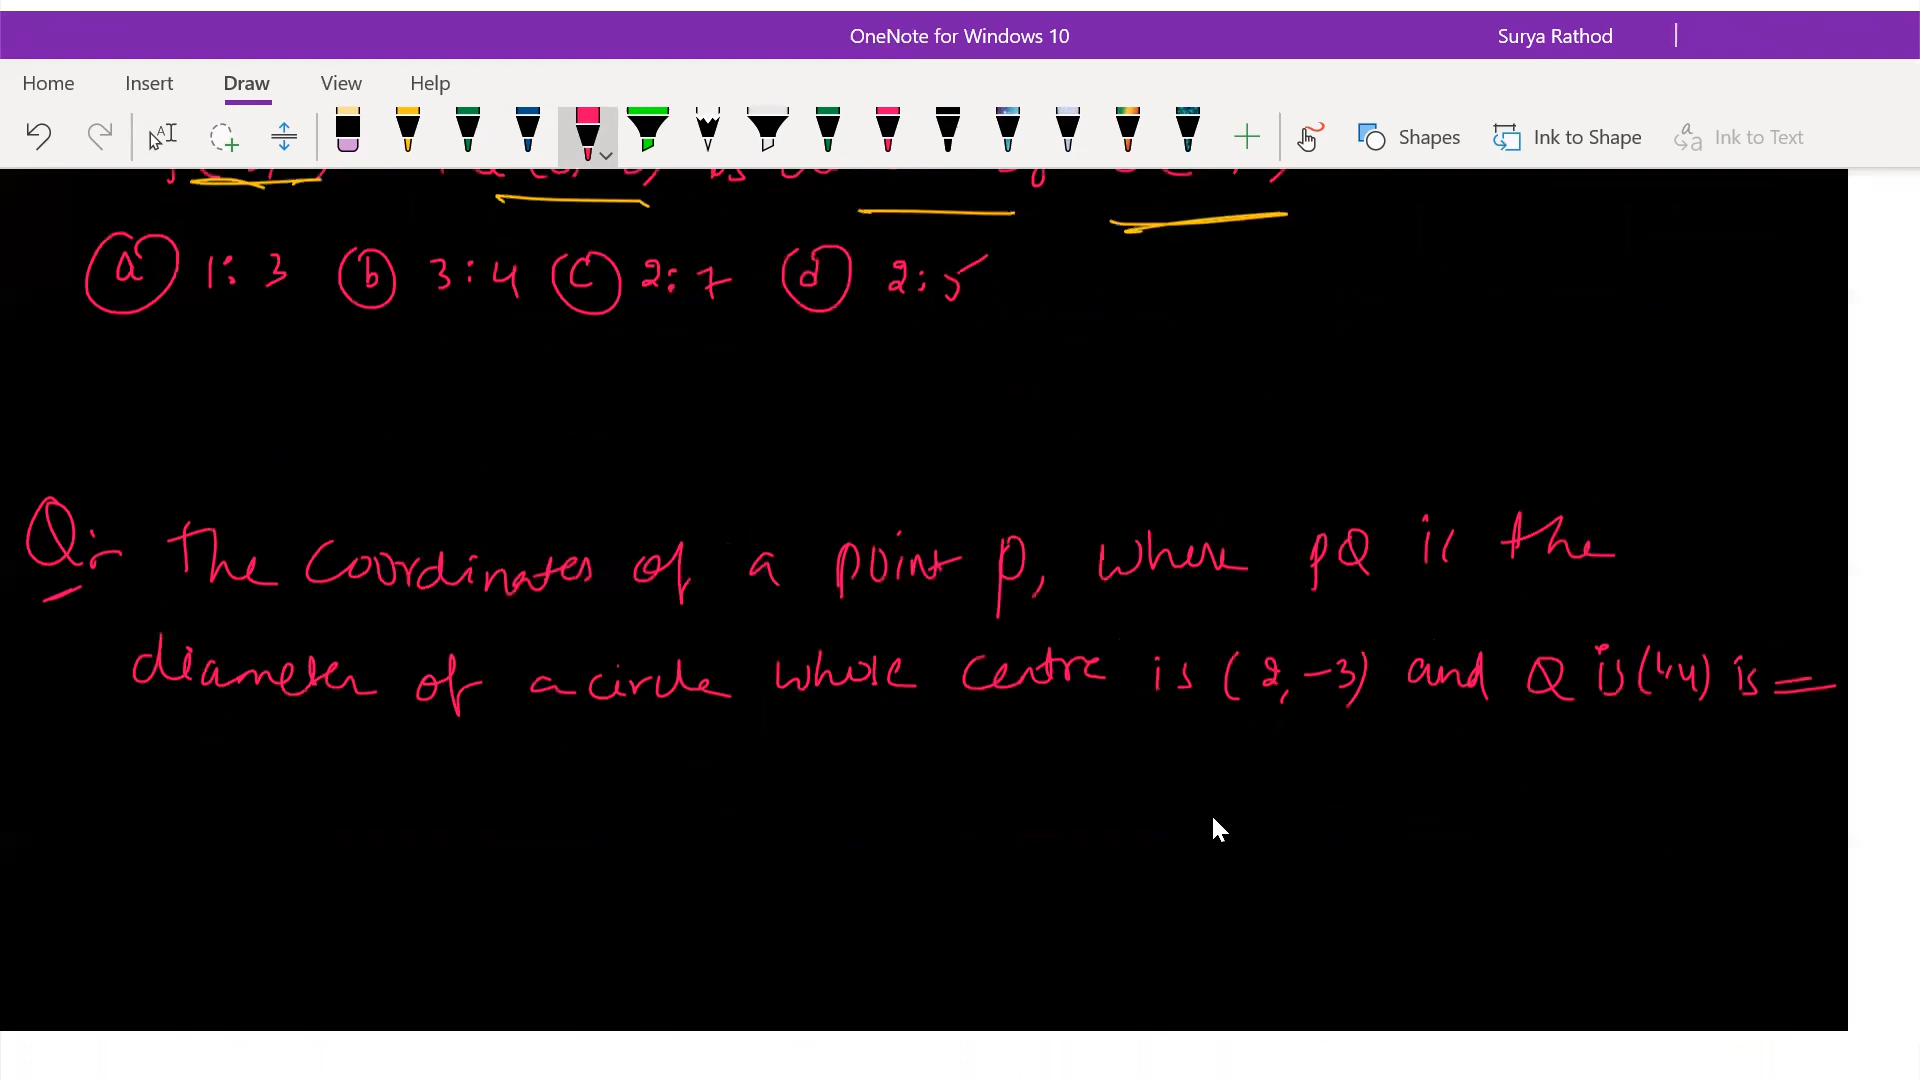 OneNote for Windows 10
Surya Rathod
Home Insert Draw View Help
Shapes Ink to Shape Ink to Text
(a) 1:3 (b) 3:4 (c) 2:7 (d) 2:5
Q:- The coordinates of a point P, where PQ is the
diameter of a circle whose centre is (2,-3) and Q is (1,4) is =